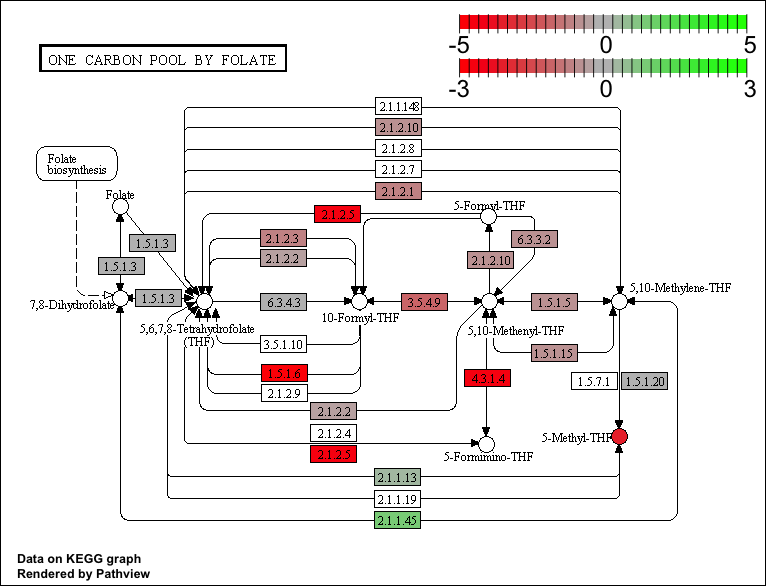 -5 0 5
-3 0 3
ONE CARBON POOL BY FOLATE
2.1.1.148
2.1.2.10
2.1.2.8
2.1.2.7
2.1.2.1
Folate
biosynthesis
Folate
2.1.2.5
5-Formyl-THF
1.5.1.3
2.1.2.3
6.3.3.2
1.5.1.3
2.1.2.2
2.1.2.10
7,8-Dihydrofolate
1.5.1.3
6.3.4.3
3.5.4.9
1.5.1.5
5,10-Methylene-THF
10-Formyl-THF
5,6,7,8-Tetrahydrofolate
(THF)
5,10-Methenyl-THF
3.5.1.10
1.5.1.15
1.5.1.6
4.3.1.4
1.5.7.1
1.5.1.20
2.1.2.9
2.1.2.2
2.1.2.4
5-Methyl-THF
2.1.2.5
5-Formimino-THF
2.1.1.13
2.1.1.19
2.1.1.45
Data on KEGG graph
Rendered by Pathview